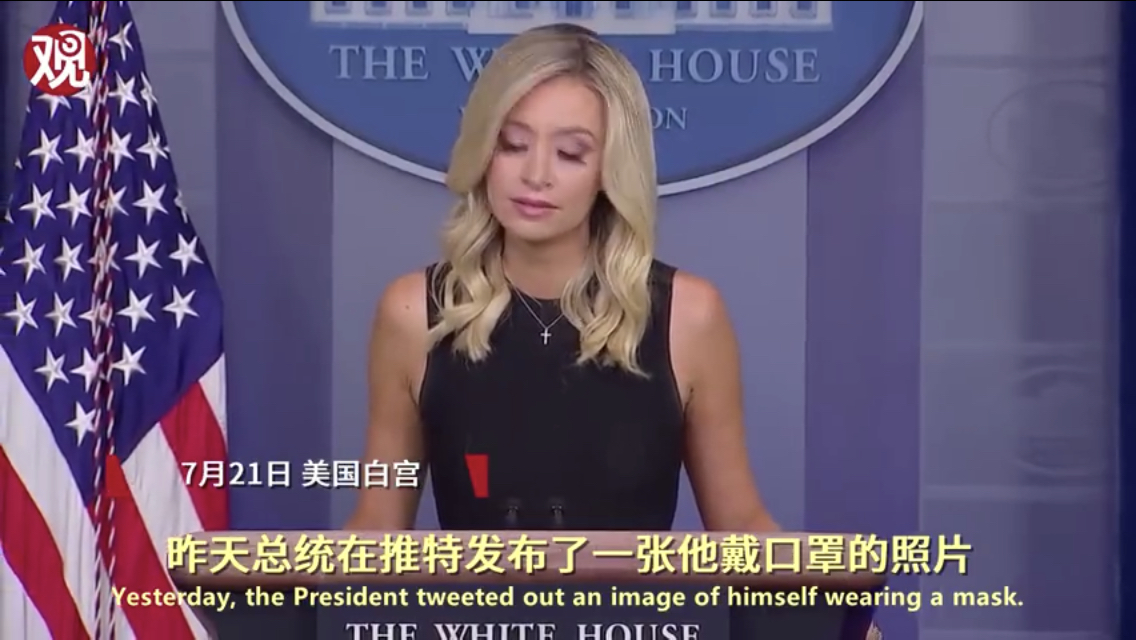 观
THE WHITE HOUSE
ON
7月21日 美国白宫
昨天总统在推特发布了一张他戴口罩的照片
Yesterday, the President tweeted out an image of himself wearing a mask.
THE WHITE HOUSE